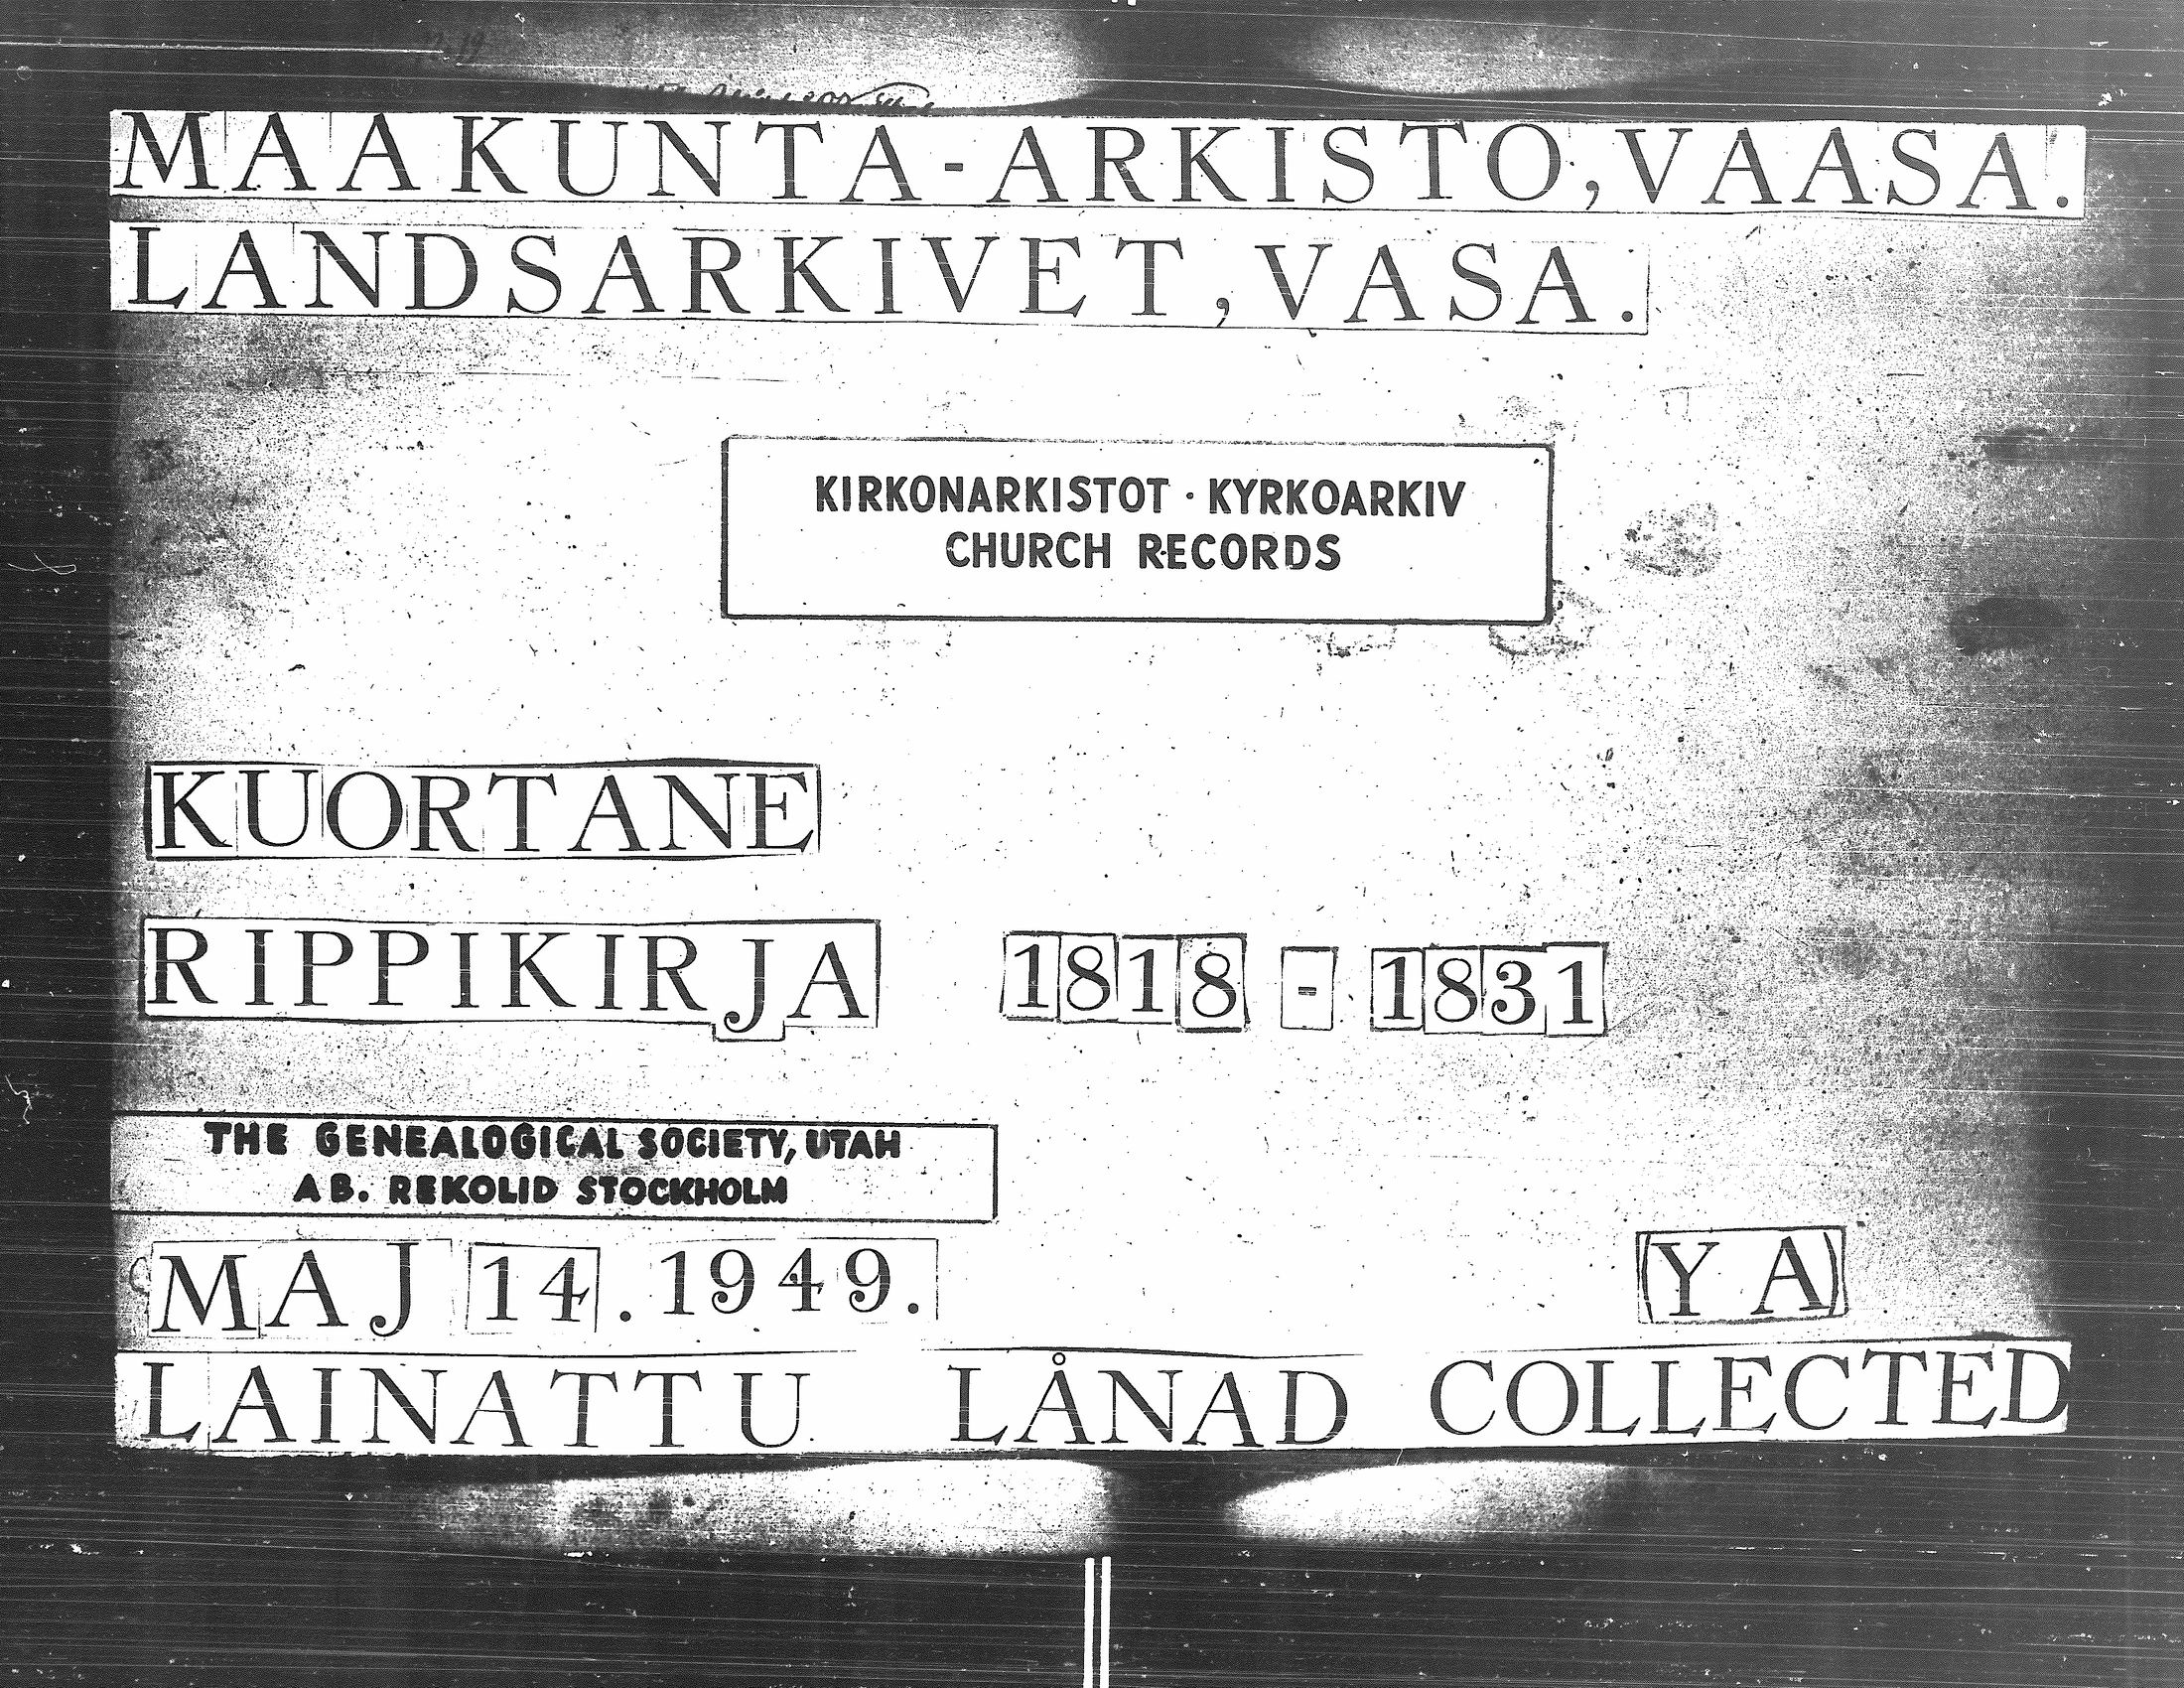 MAAKUNTA-ARKISTO, VAASA.
LANDSARKIVET, VASA.
KIRKONARKISTOT · KYRKOARKIV
CHURCH RECORDS
KUORTANE
RIPPIKIRJA 1818 - 1831
THE GENEALOGICAL SOCIETY, UTAH
AB. REKOLID STOCKHOLM
MAJ 14. 1949. (YA)
LAINATTU LÅNAD COLLECTED